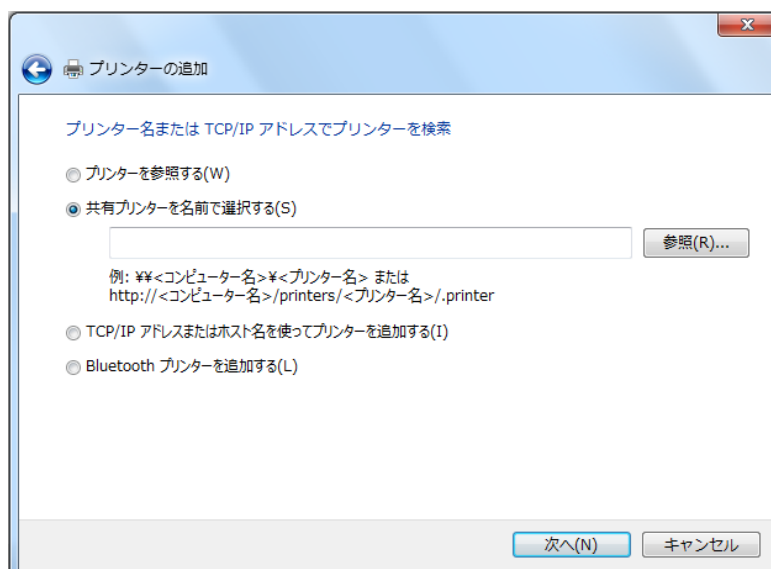 プリンターの追加
プリンター名または TCP/IP アドレスでプリンターを検索
プリンターを参照する(W)
共有プリンターを名前で選択する(S)
参照(R)...
例: ¥¥<コンピューター名>¥<プリンター名> または
http://<コンピューター名>/printers/<プリンター名>/.printer
TCP/IP アドレスまたはホスト名を使ってプリンターを追加する(I)
Bluetooth プリンターを追加する(L)
次へ(N)
キャンセル